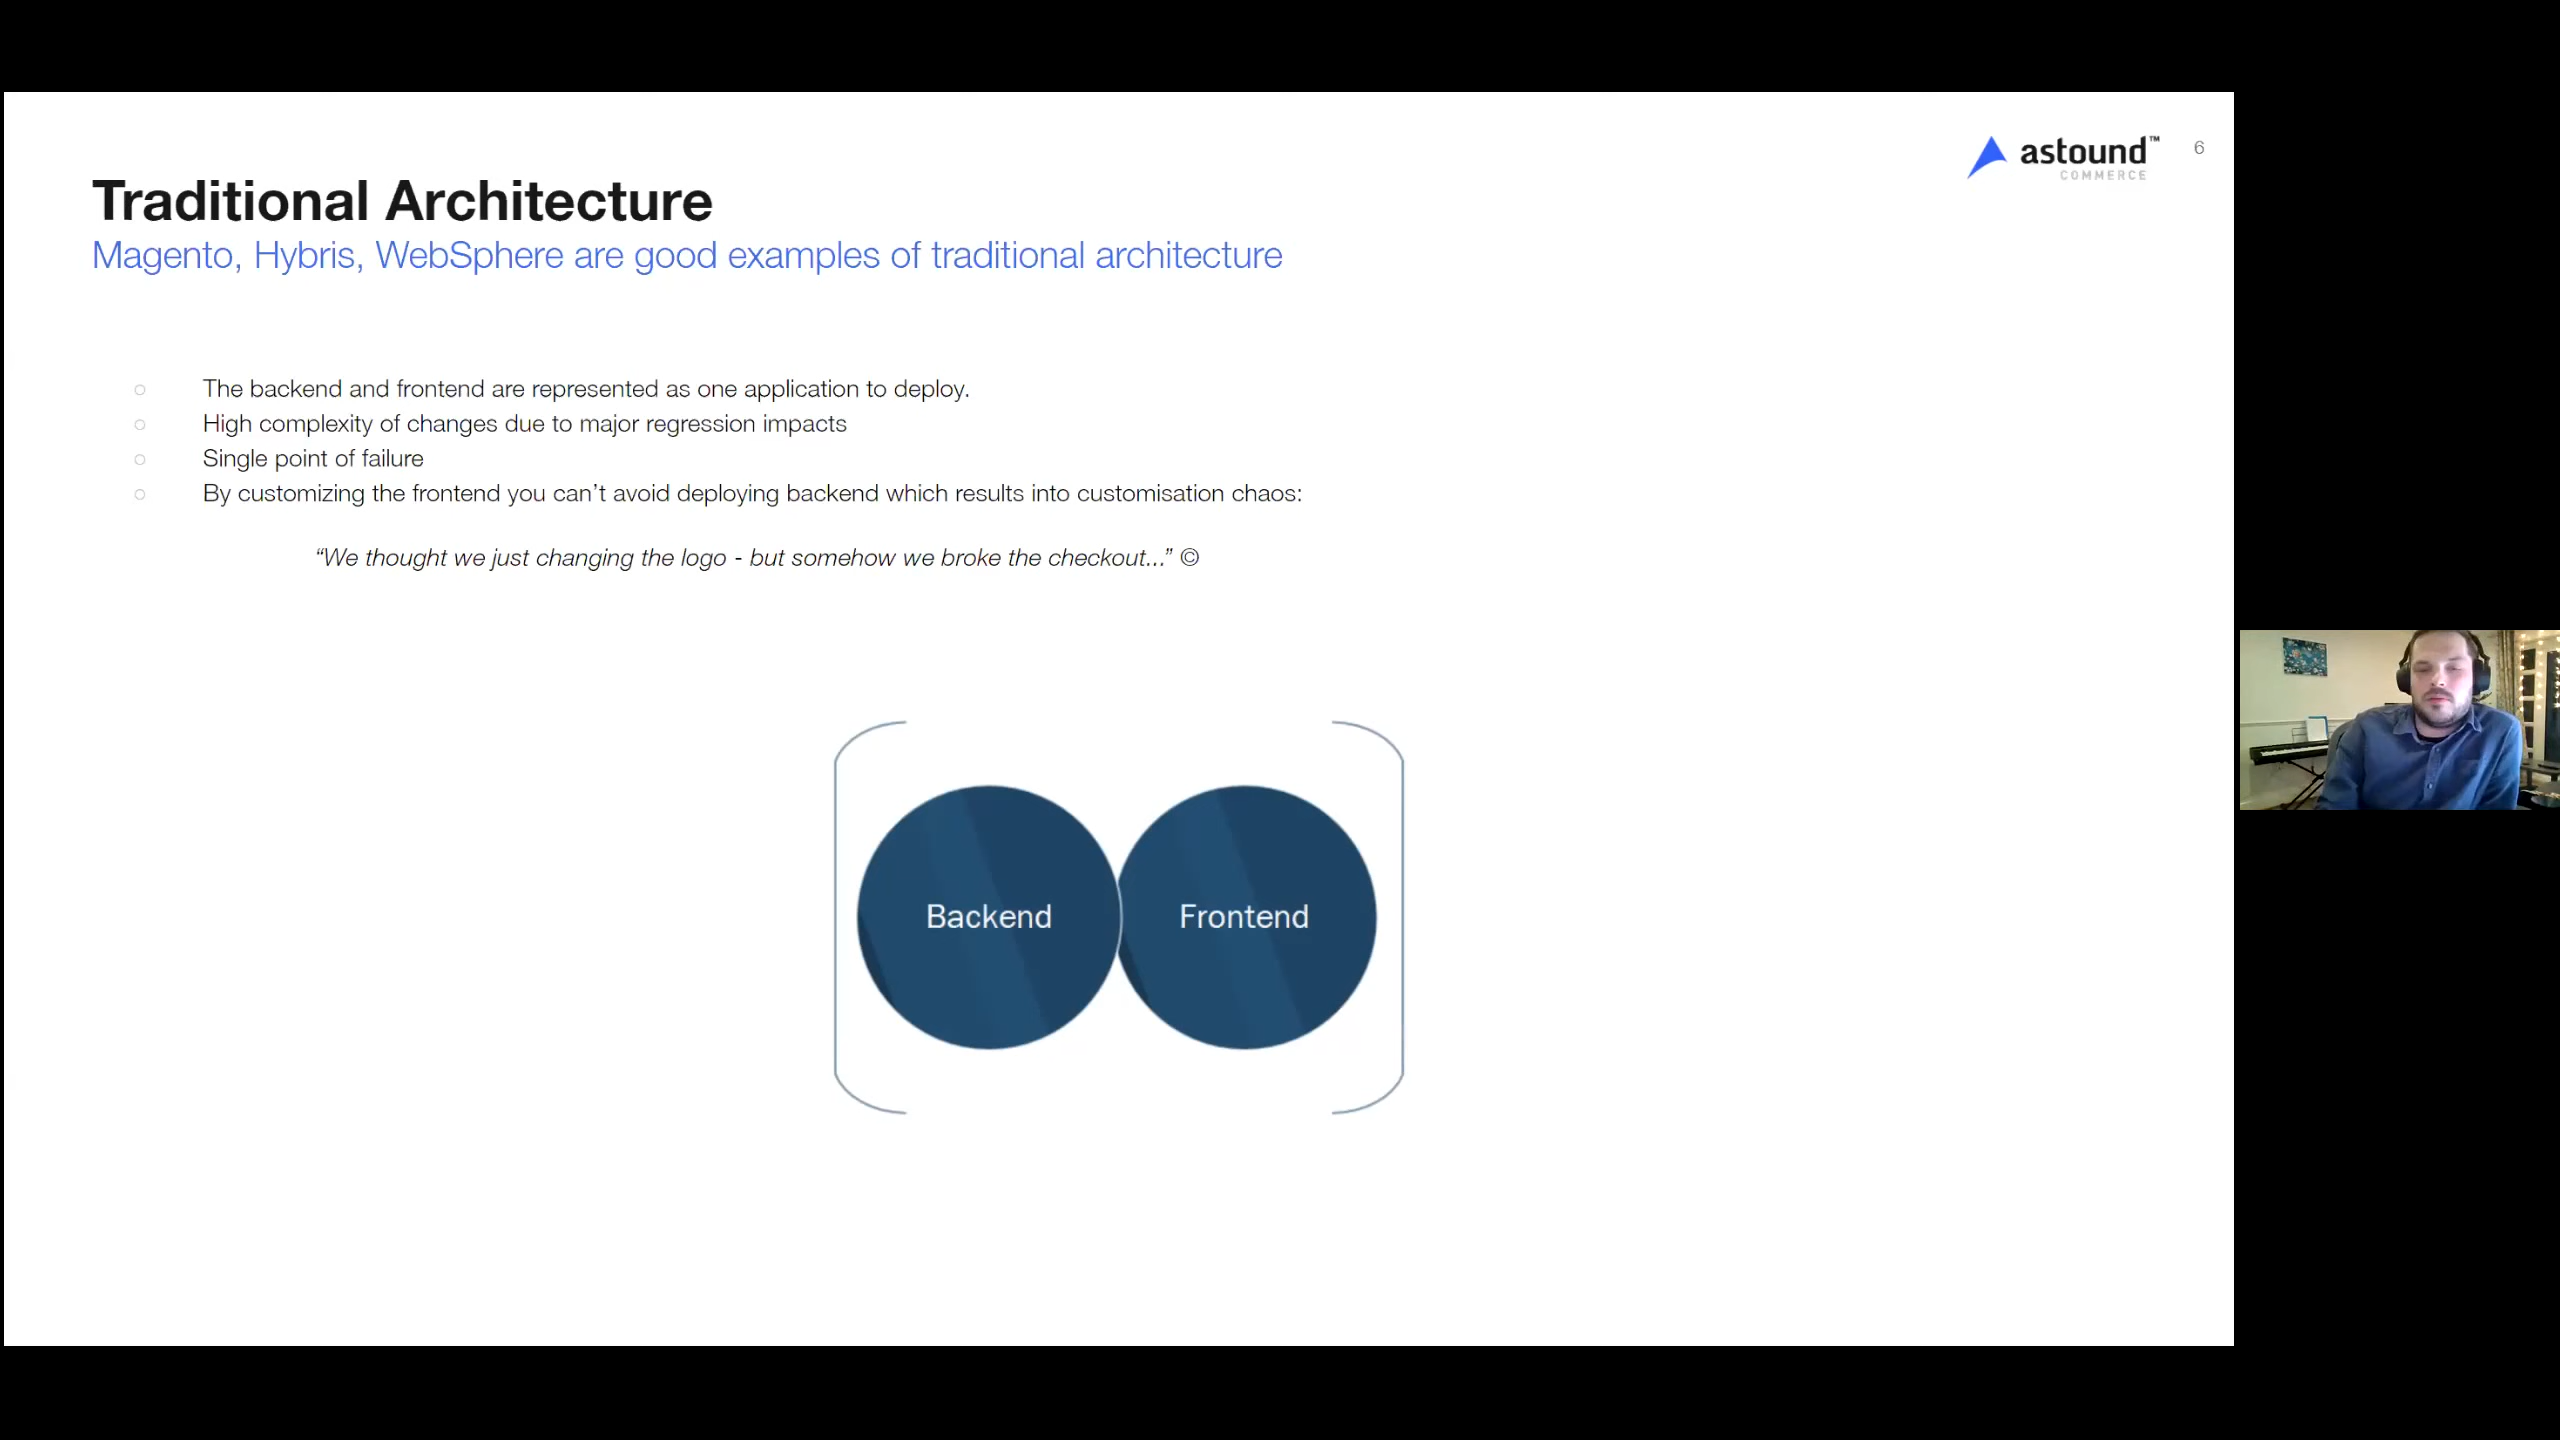 astound™
COMMERCE
6
Traditional Architecture
Magento, Hybris, WebSphere are good examples of traditional architecture
The backend and frontend are represented as one application to deploy.
High complexity of changes due to major regression impacts
Single point of failure
By customizing the frontend you can’t avoid deploying backend which results into customisation chaos:
“We thought we just changing the logo - but somehow we broke the checkout...” ©
Backend
Frontend